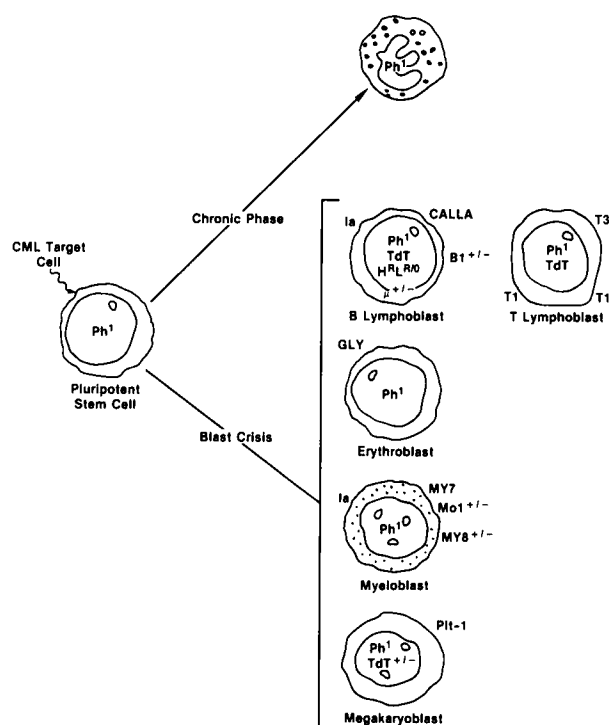 Ph¹
Chronic Phase
CML Target
Cell
Ph¹
Pluripotent
Stem Cell
Blast Crisis
Ia
CALLA
Ph¹
TdT
HᴿLᴿ/⁰
μ⁺/⁻
B1⁺/⁻
B Lymphoblast
T3
Ph¹
TdT
T1
T1
T Lymphoblast
GLY
Ph¹
Erythroblast
Ia
MY7
Mo1⁺/⁻
Ph¹
MY8⁺/⁻
Myeloblast
Plt-1
Ph¹
TdT⁺/⁻
Megakaryoblast